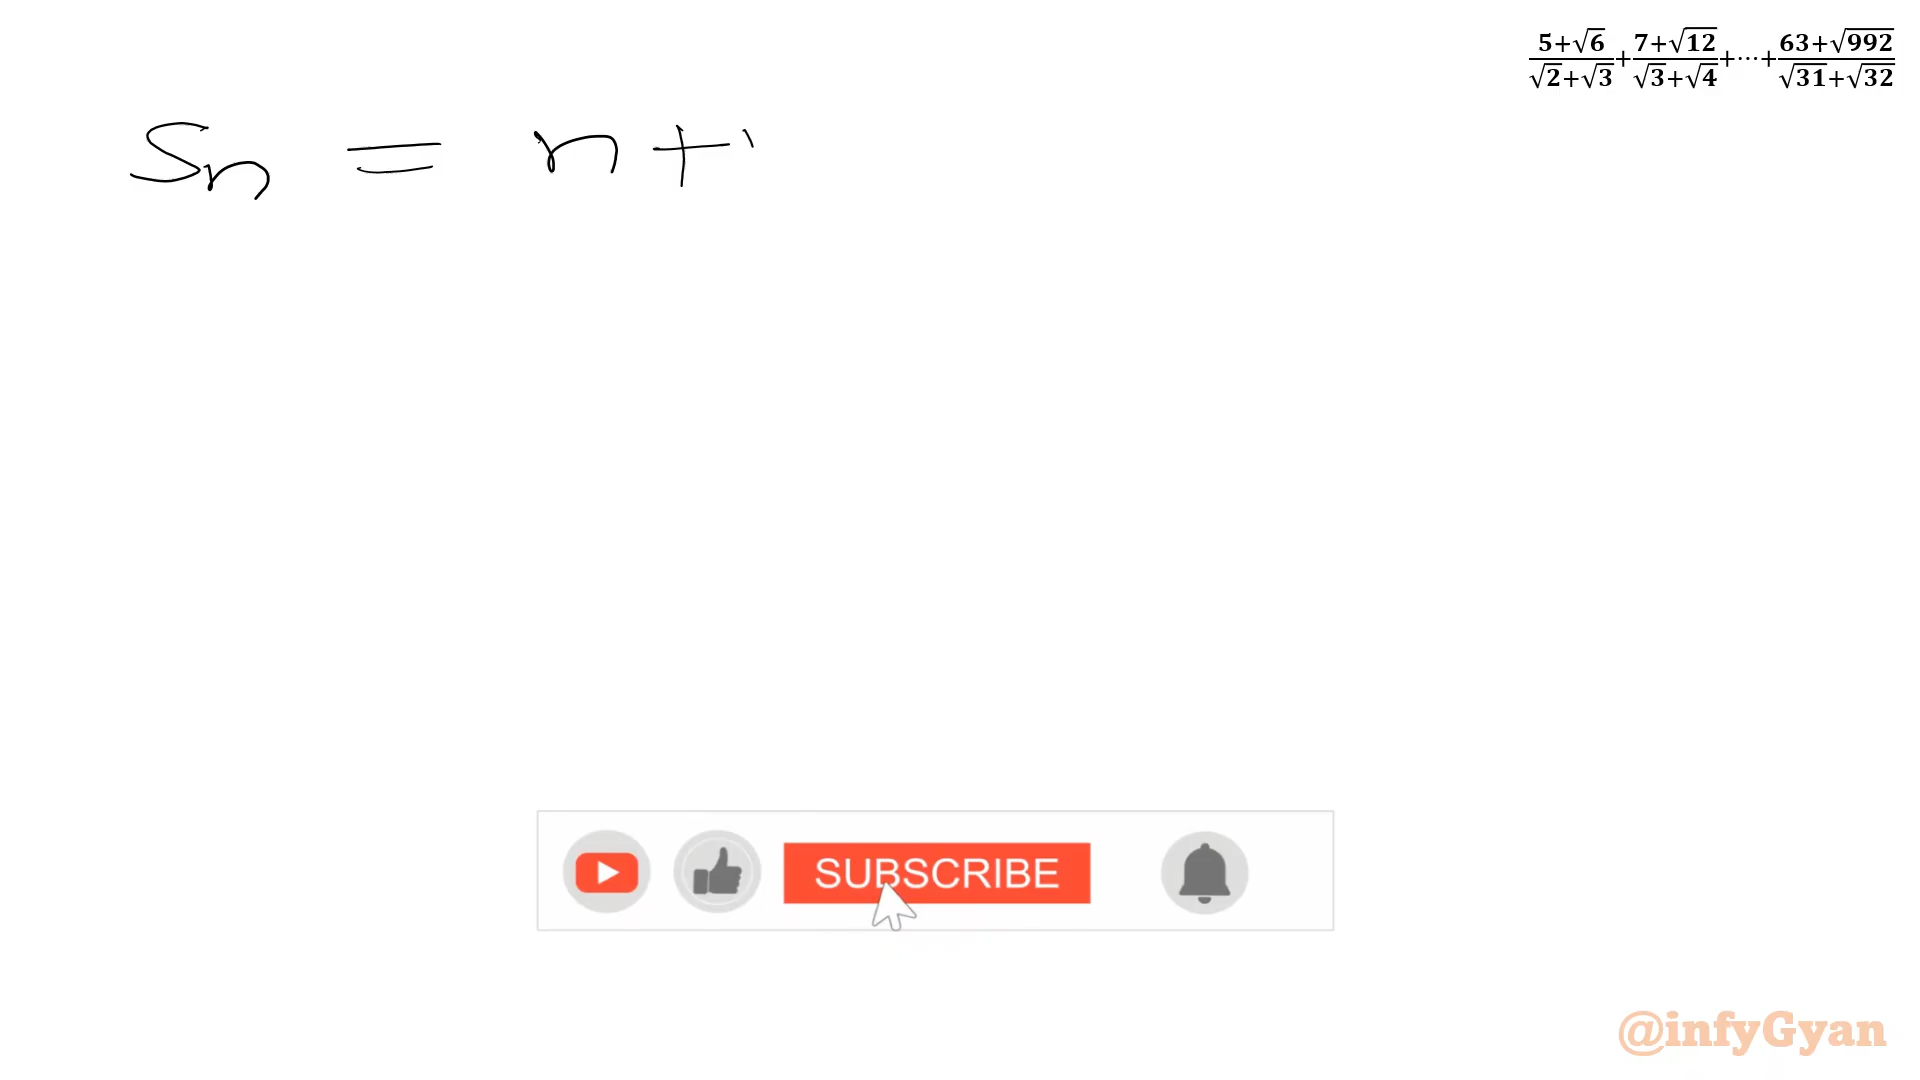 (5+√6)/(√2+√3) + (7+√12)/(√3+√4) + ⋯ + (63+√992)/(√31+√32)
Sn = n +
SUBSCRIBE
@infyGyan